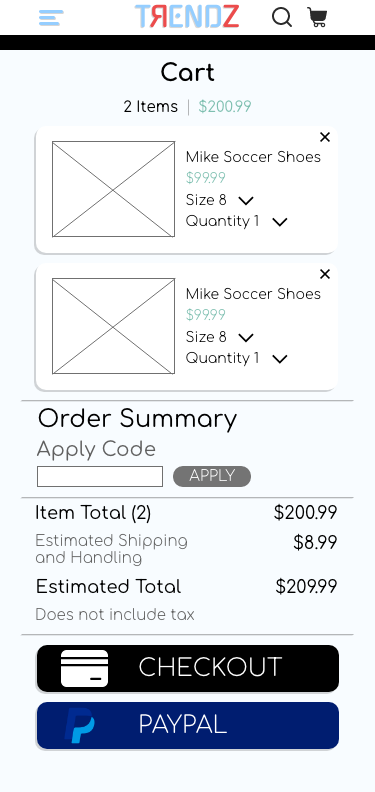 TRENDZ
Cart
2 Items | $200.99
Mike Soccer Shoes
$99.99
Size 8
Quantity 1
Mike Soccer Shoes
$99.99
Size 8
Quantity 1
Order Summary
Apply Code
APPLY
Item Total (2) $200.99
Estimated Shipping
and Handling $8.99
Estimated Total $209.99
Does not include tax
CHECKOUT
PAYPAL